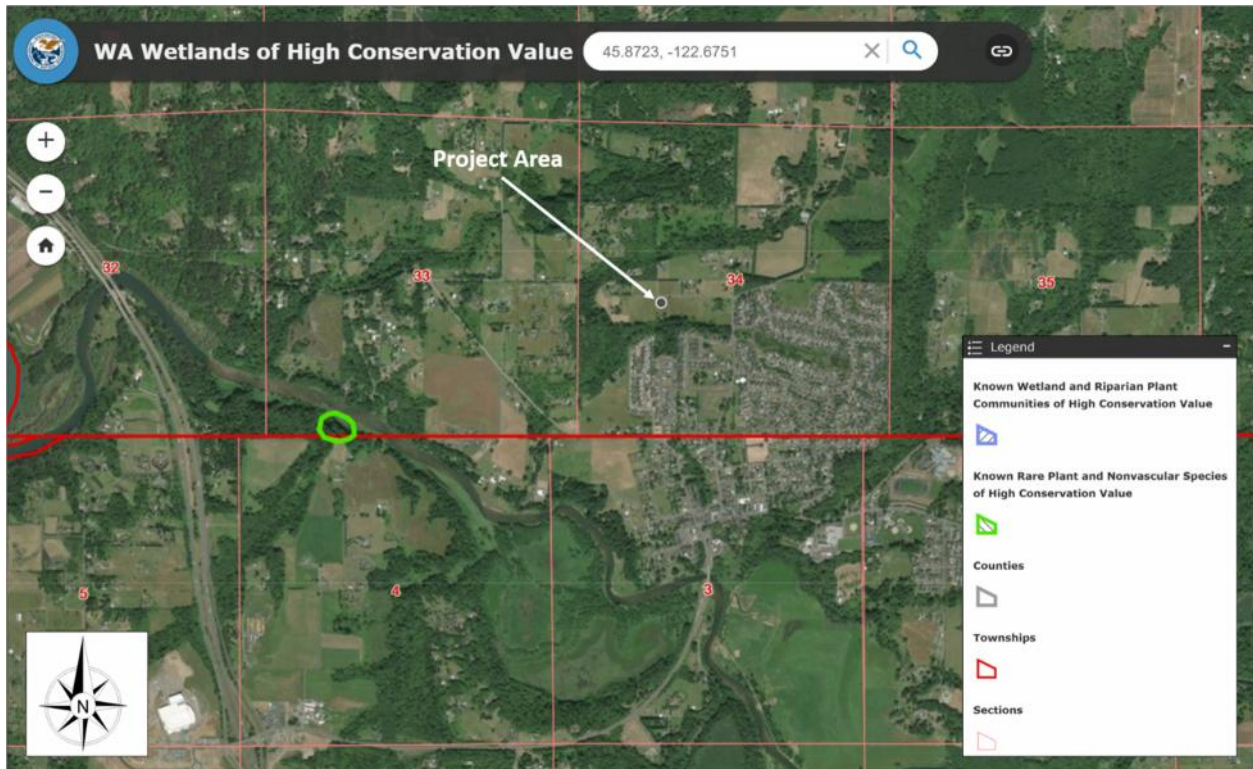 WA Wetlands of High Conservation Value
45.8723, -122.6751
Project Area
32
33
34
35
5
4
3
N
Legend
Known Wetland and Riparian Plant
Communities of High Conservation Value
Known Rare Plant and Nonvascular Species
of High Conservation Value
Counties
Townships
Sections